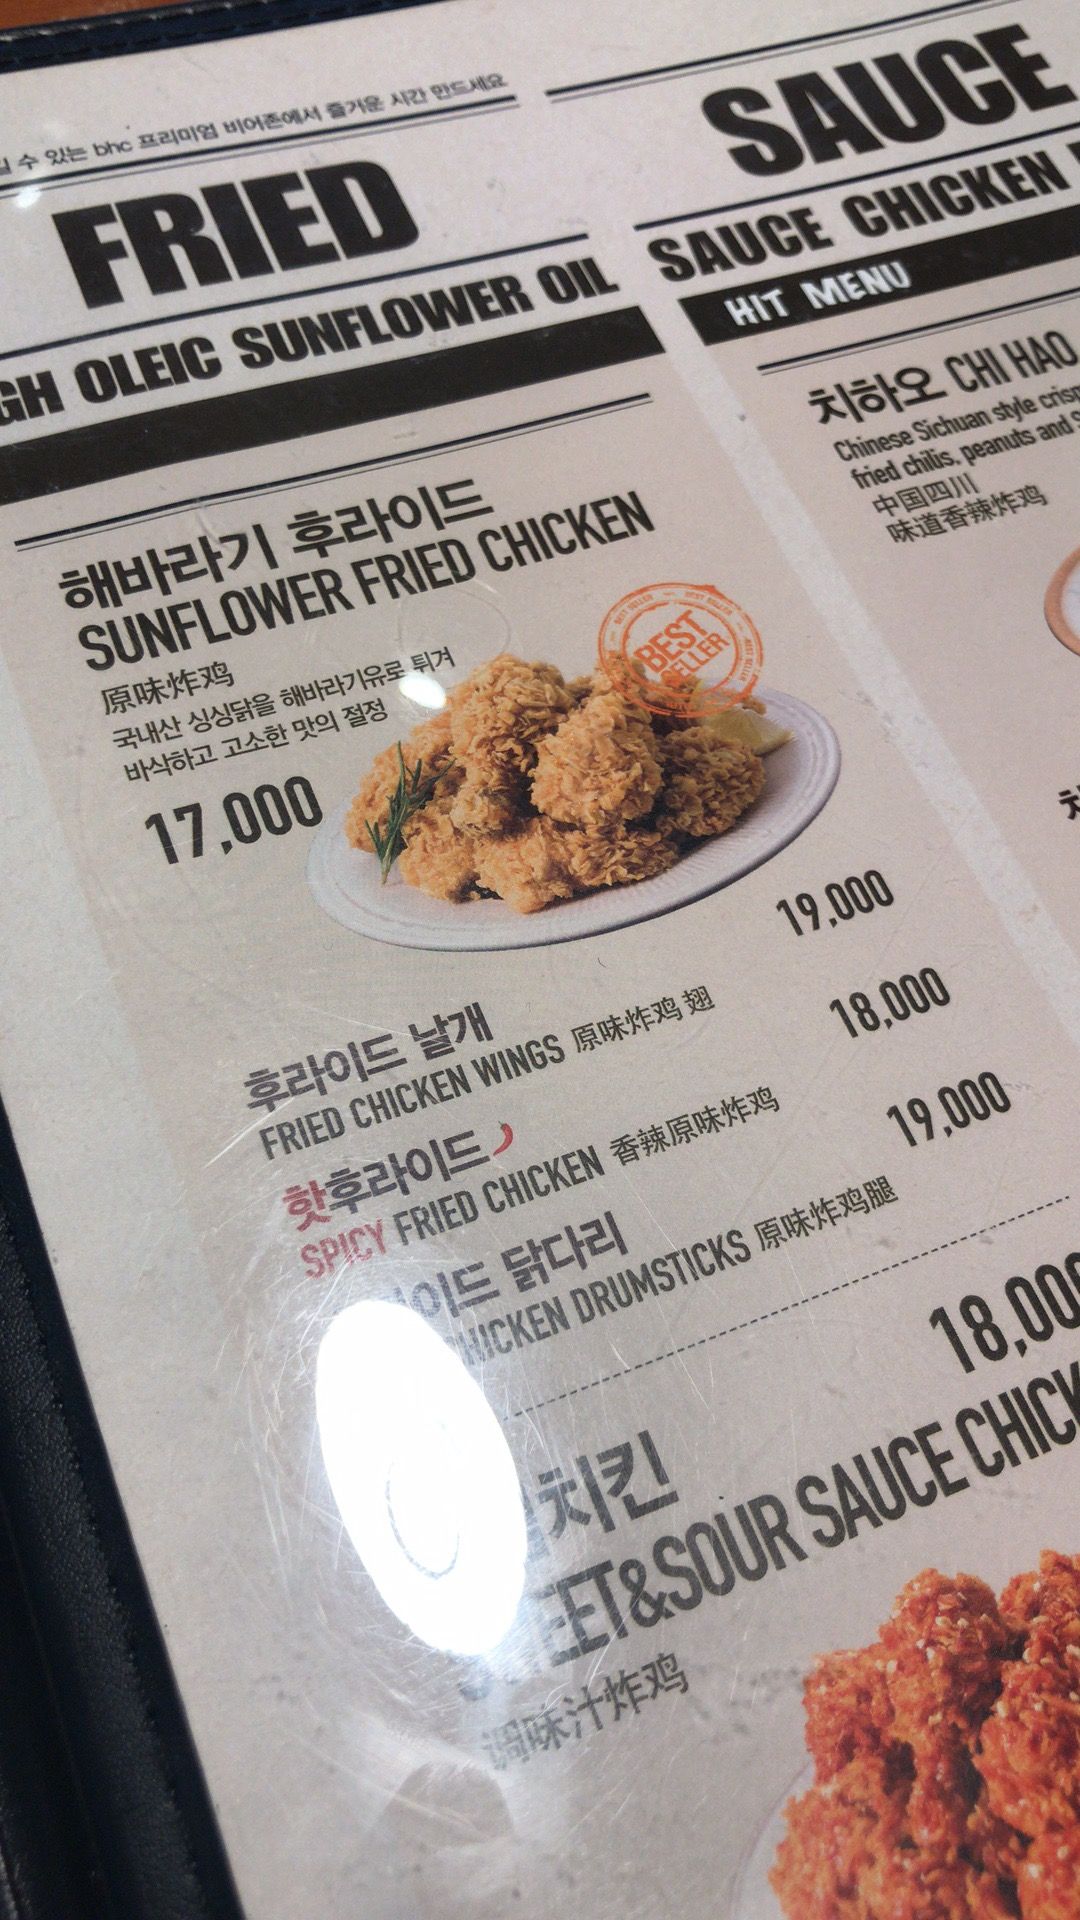 수 있는 bhc 프리미엄 비어존에서 즐거운 시간 만드세요
FRIED
OLEIC SUNFLOWER OIL
해바라기 후라이드
SUNFLOWER FRIED CHICKEN
原味炸鸡
국내산 싱싱닭을 해바라기유로 튀겨
바삭하고 고소한 맛의 절정
17,000
BEST SELLER
BEST SELLER
BEST
SELLER
19,000
후라이드 날개
FRIED CHICKEN WINGS 原味炸鸡 翅
18,000
핫후라이드
SPICY FRIED CHICKEN 香辣原味炸鸡
19,000
닭다리
CHICKEN DRUMSTICKS 原味炸鸡腿
치킨
SOUR SAUCE
调味汁炸鸡
SAUCE
SAUCE CHICKEN
HIT MENU
치하오 CHI HAO
Chinese Sichuan style
fried chilis, peanuts and
中国四川
味道香辣炸鸡